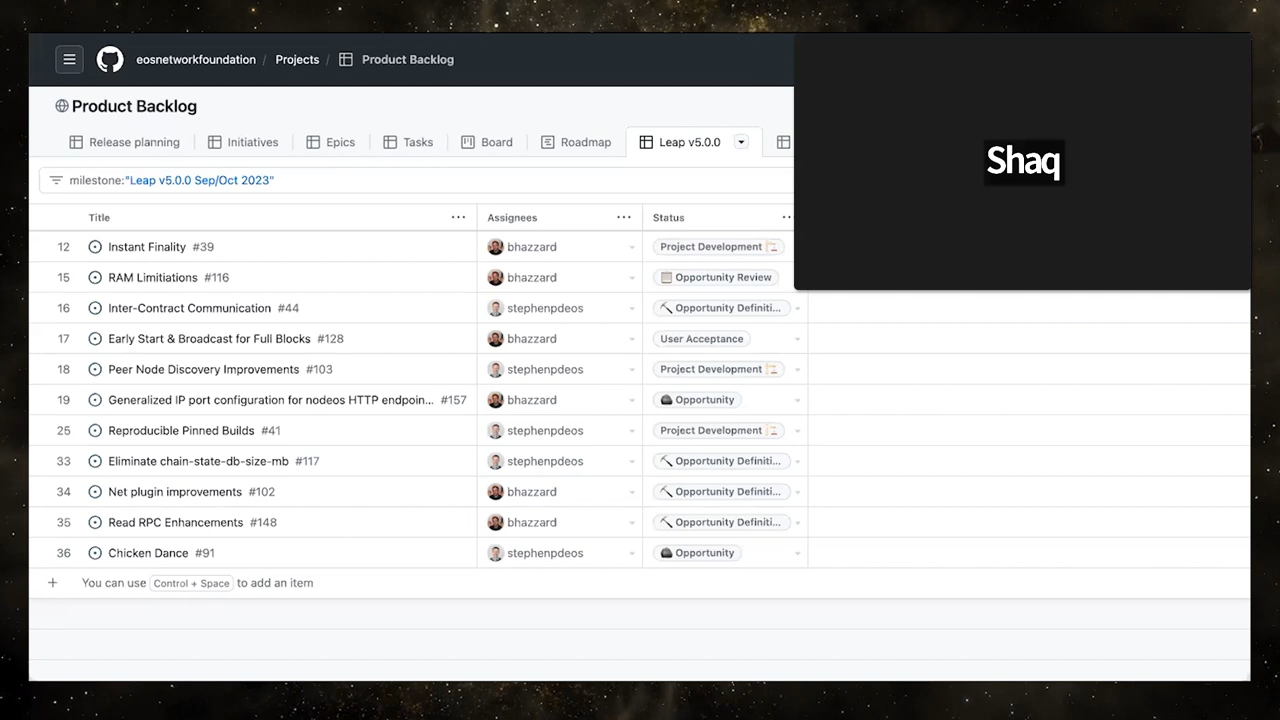 eosnetworkfoundation / Projects / Product Backlog
Product Backlog
Release planning Initiatives Epics Tasks Board Roadmap Leap v5.0.0
milestone:"Leap v5.0.0 Sep/Oct 2023"
Title ... Assignees ... Status ...
12 Instant Finality #39 bhazzard Project Development
15 RAM Limitiations #116 bhazzard Opportunity Review
16 Inter-Contract Communication #44 stephenpdeos Opportunity Definiti...
17 Early Start & Broadcast for Full Blocks #128 bhazzard User Acceptance
18 Peer Node Discovery Improvements #103 stephenpdeos Project Development
19 Generalized IP port configuration for nodeos HTTP endpoin... #157 bhazzard Opportunity
25 Reproducible Pinned Builds #41 stephenpdeos Project Development
33 Eliminate chain-state-db-size-mb #117 stephenpdeos Opportunity Definiti...
34 Net plugin improvements #102 bhazzard Opportunity Definiti...
35 Read RPC Enhancements #148 bhazzard Opportunity Definiti...
36 Chicken Dance #91 stephenpdeos Opportunity
+ You can use Control + Space to add an item
Shaq